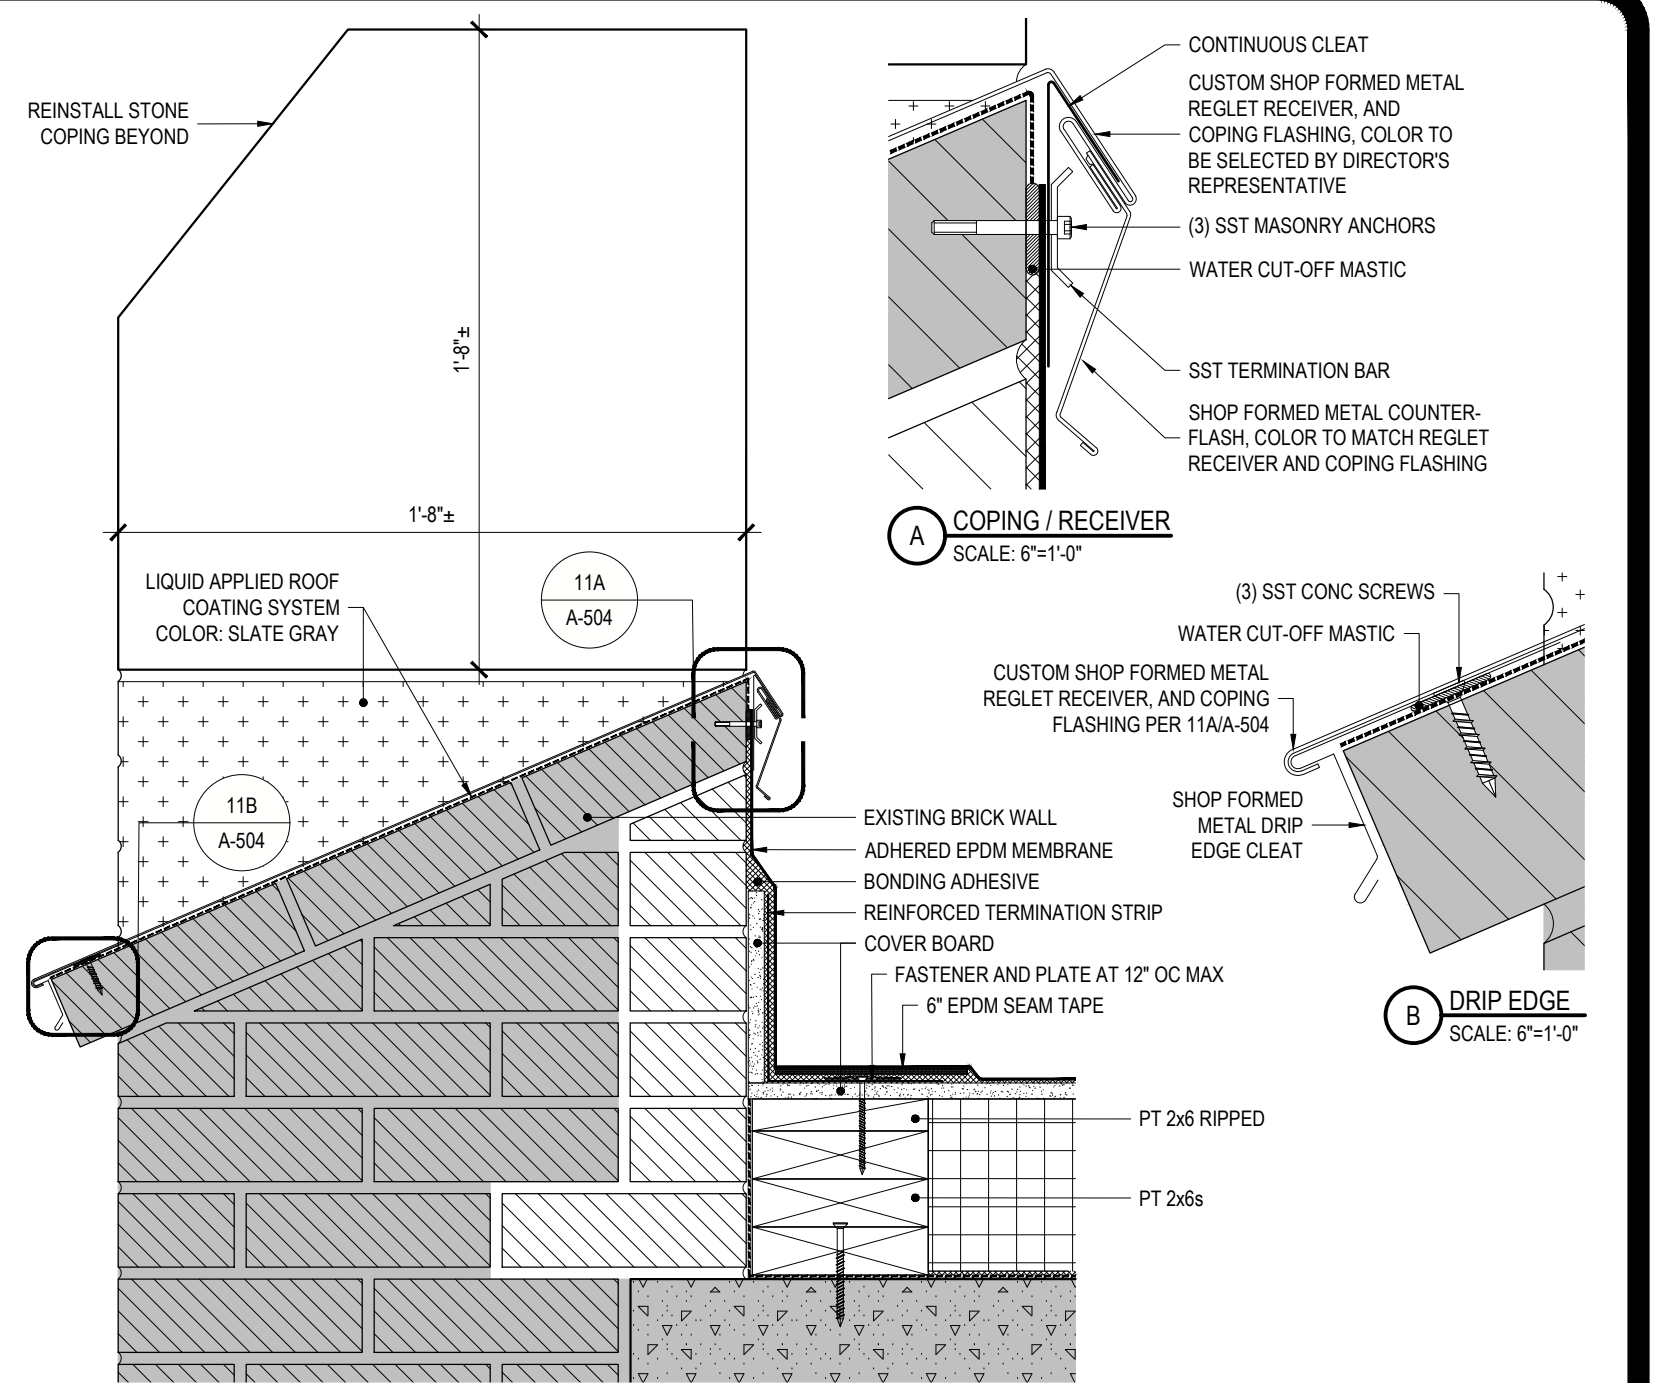 REINSTALL STONE
COPING BEYOND
1'-8"±
1'-8"±
LIQUID APPLIED ROOF
COATING SYSTEM
COLOR: SLATE GRAY
11A
A-504
11B
A-504
EXISTING BRICK WALL
ADHERED EPDM MEMBRANE
BONDING ADHESIVE
REINFORCED TERMINATION STRIP
COVER BOARD
FASTENER AND PLATE AT 12" OC MAX
6" EPDM SEAM TAPE
PT 2x6 RIPPED
PT 2x6s
CONTINUOUS CLEAT
CUSTOM SHOP FORMED METAL
REGLET RECEIVER, AND
COPING FLASHING, COLOR TO
BE SELECTED BY DIRECTOR'S
REPRESENTATIVE
(3) SST MASONRY ANCHORS
WATER CUT-OFF MASTIC
SST TERMINATION BAR
SHOP FORMED METAL COUNTER-
FLASH, COLOR TO MATCH REGLET
RECEIVER AND COPING FLASHING
A
COPING / RECEIVER
SCALE: 6"=1'-0"
(3) SST CONC SCREWS
WATER CUT-OFF MASTIC
CUSTOM SHOP FORMED METAL
REGLET RECEIVER, AND COPING
FLASHING PER 11A/A-504
SHOP FORMED
METAL DRIP
EDGE CLEAT
B
DRIP EDGE
SCALE: 6"=1'-0"